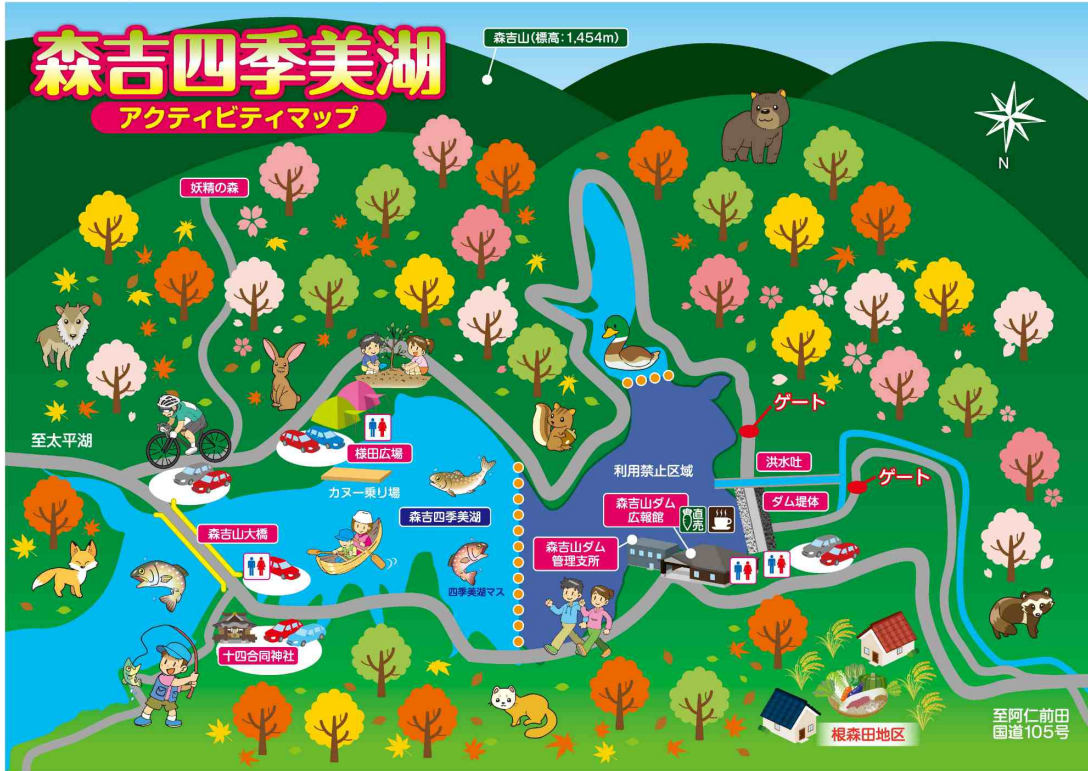 森吉四季美湖
アクティビティマップ
森吉山(標高:1,454m)
N
妖精の森
至太平湖
様田広場
カヌー乗り場
森吉四季美湖
四季美湖マス
森吉山大橋
十四合同神社
利用禁止区域
ゲート
洪水吐
ゲート
ダム堤体
森吉山ダム
広報館
直売
森吉山ダム
管理支所
根森田地区
至阿仁前田
国道105号